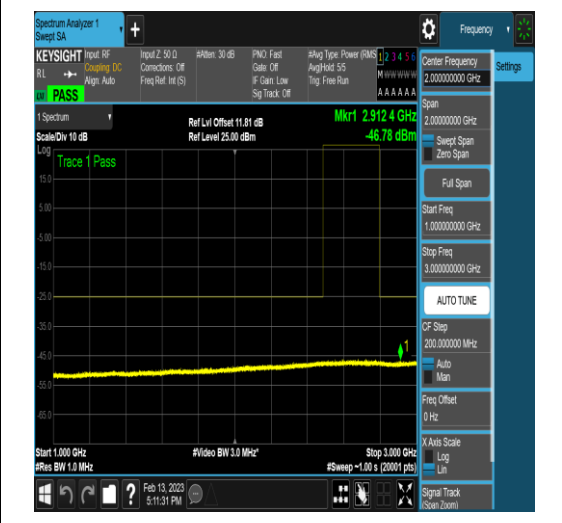 Spectrum Analyzer 1
Swept SA
+
Frequency
KEYSIGHT
RL
Input: RF
Coupling: DC
Align: Auto
Input Z: 50 Ω
Corrections: Off
Freq Ref: Int (S)
#Atten: 30 dB
PNO: Fast
Gate: Off
IF Gain: Low
Sig Track: Off
#Avg Type: Power (RMS
Avg|Hold: 5/5
Trig: Free Run
1 2 3 4 5 6
M W W W W W
A A A A A A
PASS
1 Spectrum
Scale/Div 10 dB
Ref Lvl Offset 11.81 dB
Ref Level 25.00 dBm
Mkr1 2.912 4 GHz
-46.78 dBm
Log
Trace 1 Pass
15.0
5.00
-5.00
-15.0
-25.0
-35.0
-45.0
-55.0
-65.0
1
Start 1.000 GHz
#Res BW 1.0 MHz
#Video BW 3.0 MHz*
Stop 3.000 GHz
#Sweep ~1.00 s (20001 pts)
?
Feb 13, 2023
5:11:31 PM
Center Frequency
2.000000000 GHz
Settings
Span
2.00000000 GHz
Swept Span
Zero Span
Full Span
Start Freq
1.000000000 GHz
Stop Freq
3.000000000 GHz
AUTO TUNE
CF Step
200.000000 MHz
Auto
Man
Freq Offset
0 Hz
X Axis Scale
Log
Lin
Signal Track
(Span Zoom)